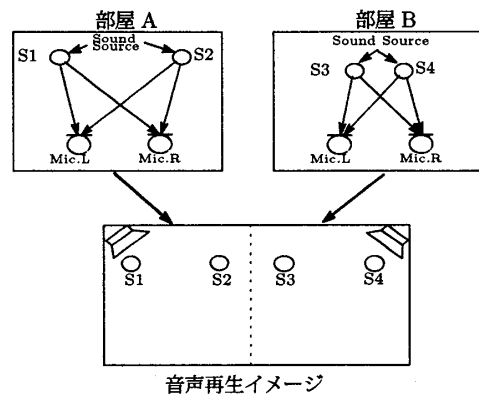 部屋 A
Sound Source
S1
S2
Mic.L
Mic.R
部屋 B
Sound Source
S3
S4
Mic.L
Mic.R
S1
S2
S3
S4
音声再生イメージ